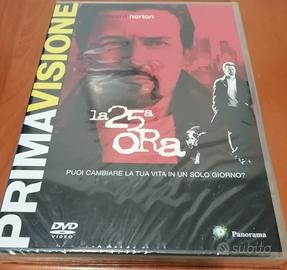 norton
PRIMAVISIONE
la 25ª
ORA
PUOI CAMBIARE LA TUA VITA IN UN SOLO GIORNO?
DVD
VIDEO
Panorama
subito